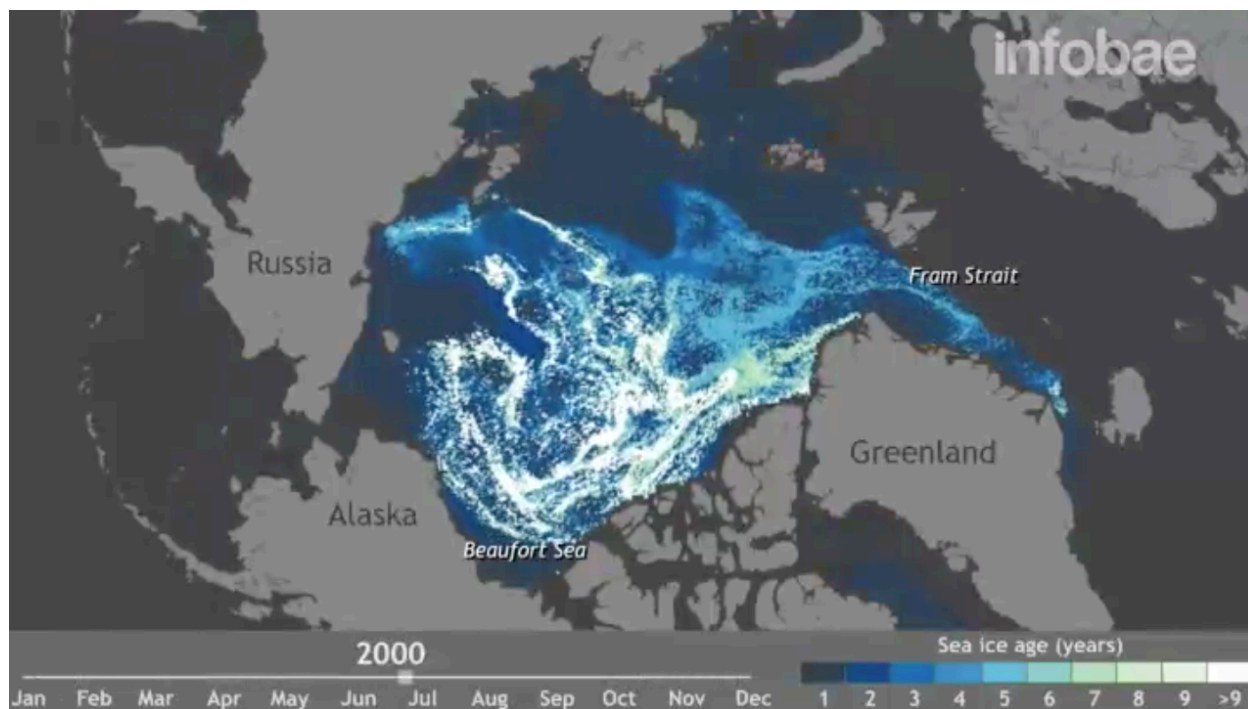 infobae
Russia
Fram Strait
Greenland
Alaska
Beaufort Sea
2000
Sea ice age (years)
Jan Feb Mar Apr May Jun Jul Aug Sep Oct Nov Dec
1 2 3 4 5 6 7 8 9 >9